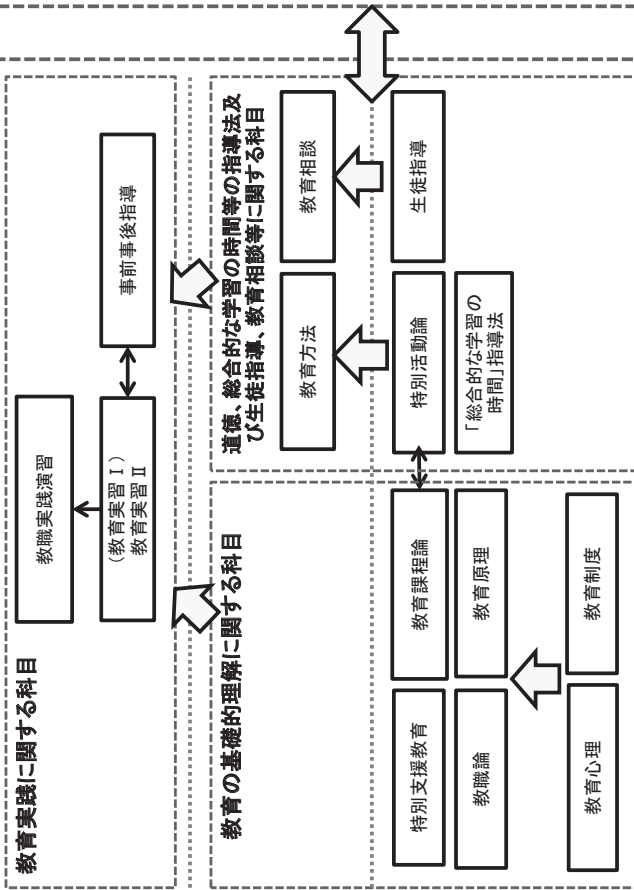 教育実践に関する科目
教職実践演習
（教育実習Ⅰ）
教育実習Ⅱ
事前事後指導
教育の基礎的理解に関する科目
特別支援教育
教育課程論
教職論
教育原理
教育心理
教育制度
道徳、総合的な学習の時間等の指導法及
び生徒指導、教育相談等に関する科目
教育方法
教育相談
特別活動論
生徒指導
「総合的な学習の
時間」指導法